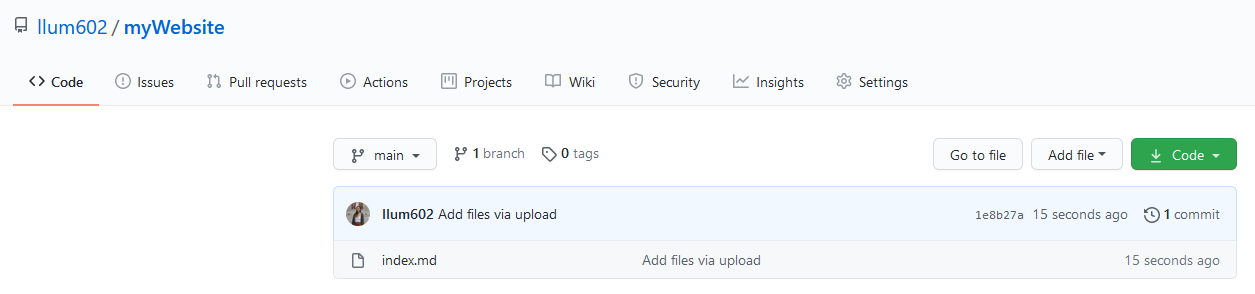 llum602 / myWebsite
Code Issues Pull requests Actions Projects Wiki Security Insights Settings
main 1 branch 0 tags Go to file Add file Code
llum602 Add files via upload 1e8b27a 15 seconds ago 1 commit
index.md Add files via upload 15 seconds ago